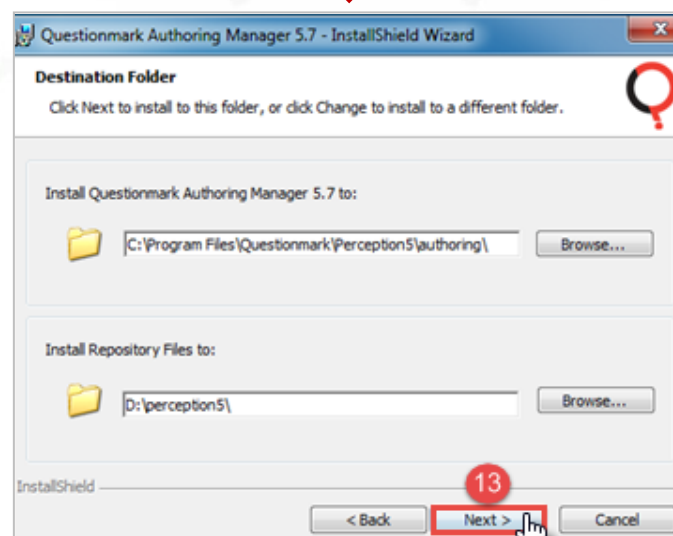 Questionmark Authoring Manager 5.7 - InstallShield Wizard
Destination Folder
Click Next to install to this folder, or click Change to install to a different folder.
Install Questionmark Authoring Manager 5.7 to:
C:\Program Files\Questionmark\Perception5\authoring\ Browse...
Install Repository Files to:
D:\perception5\ Browse...
InstallShield
13
< Back Next > Cancel